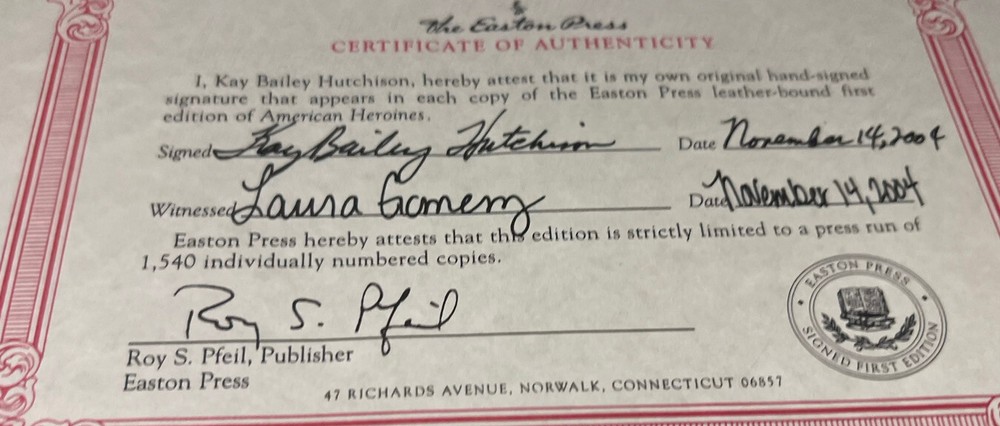 The Easton Press
CERTIFICATE OF AUTHENTICITY
I, Kay Bailey Hutchison, hereby attest that it is my own original hand-signed
signature that appears in each copy of the Easton Press leather-bound first
edition of American Heroines.
Signed Kay Bailey Hutchison Date November 14, 2004
Witnessed Laura Gomenz Date November 14, 2004
Easton Press hereby attests that this edition is strictly limited to a press run of
1,540 individually numbered copies.
Roy S. Pfeil
Roy S. Pfeil, Publisher
Easton Press
47 RICHARDS AVENUE, NORWALK, CONNECTICUT 06857
EASTON PRESS
SIGNED FIRST EDITION